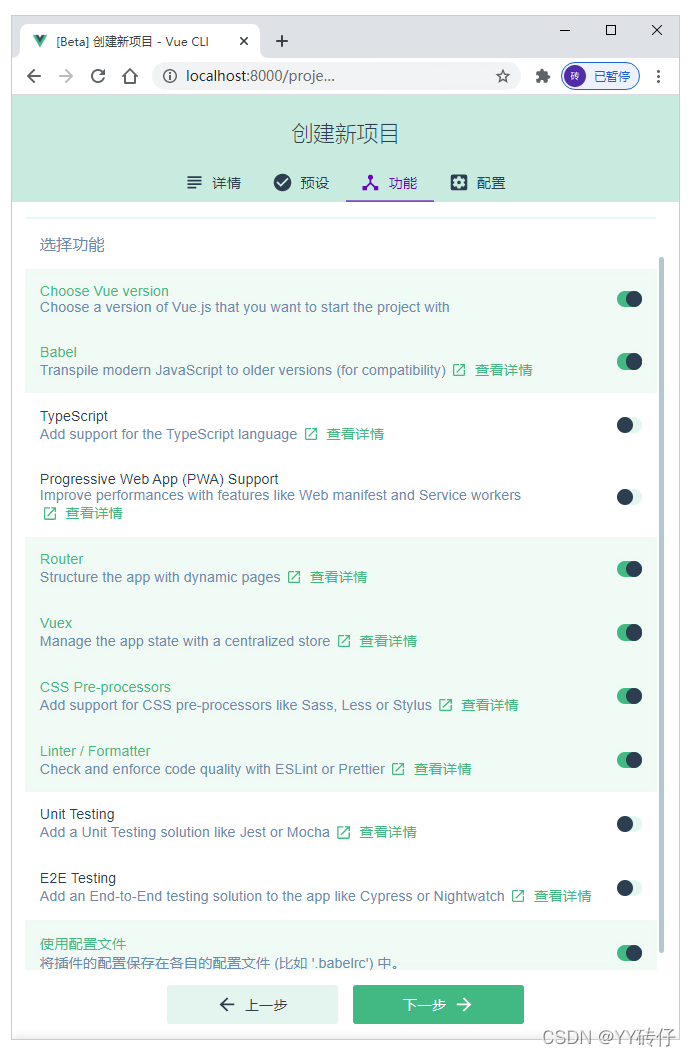 [Beta] 创建新项目 - Vue CLI
localhost:8000/proje...
砖 已暂停
创建新项目
详情 预设 功能 配置
选择功能
Choose Vue version
Choose a version of Vue.js that you want to start the project with
Babel
Transpile modern JavaScript to older versions (for compatibility) 查看详情
TypeScript
Add support for the TypeScript language 查看详情
Progressive Web App (PWA) Support
Improve performances with features like Web manifest and Service workers
查看详情
Router
Structure the app with dynamic pages 查看详情
Vuex
Manage the app state with a centralized store 查看详情
CSS Pre-processors
Add support for CSS pre-processors like Sass, Less or Stylus 查看详情
Linter / Formatter
Check and enforce code quality with ESLint or Prettier 查看详情
Unit Testing
Add a Unit Testing solution like Jest or Mocha 查看详情
E2E Testing
Add an End-to-End testing solution to the app like Cypress or Nightwatch 查看详情
使用配置文件
将插件的配置保存在各自的配置文件 (比如 '.babelrc') 中。
上一步 下一步
CSDN @YY砖仔